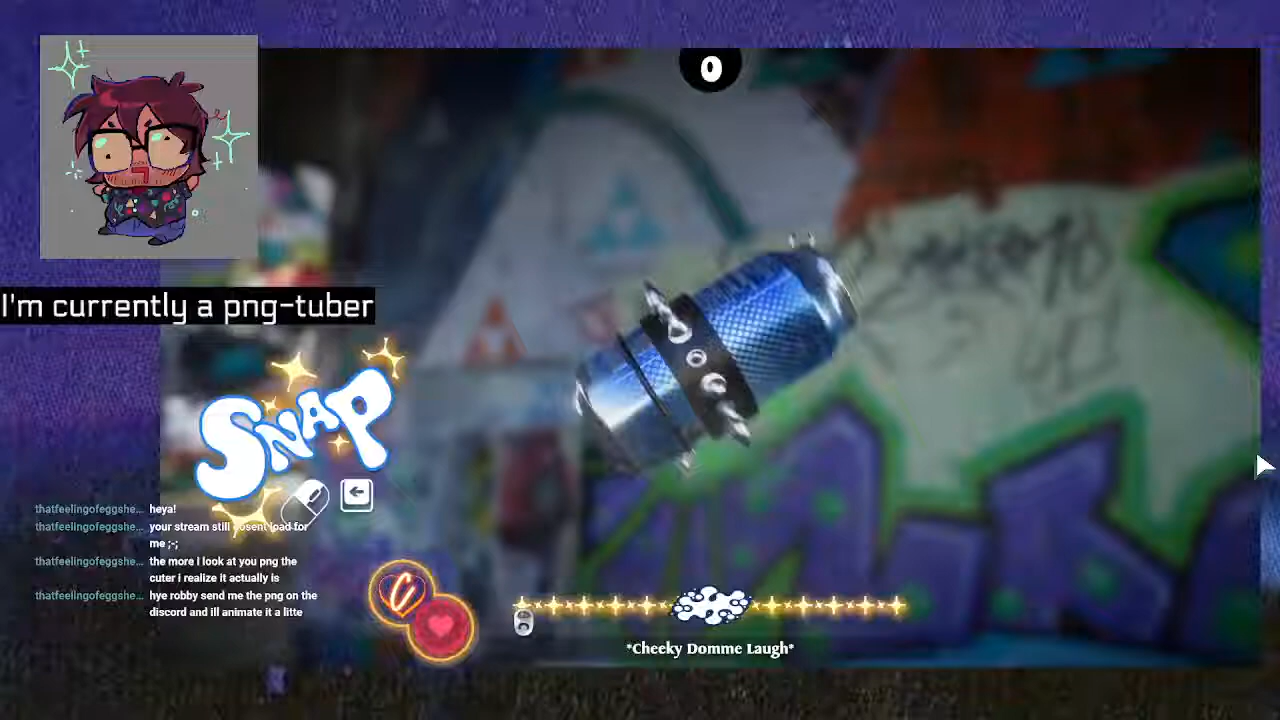 0
I'm currently a png-tuber
SNAP
thatfeelingofeggshe... heya!
thatfeelingofeggshe... your stream still dosent load for
me ;-;
thatfeelingofeggshe... the more i look at you png the
cuter i realize it actually is
thatfeelingofeggshe... hye robby send me the png on the
discord and ill animate it a litte
*Cheeky Domme Laugh*